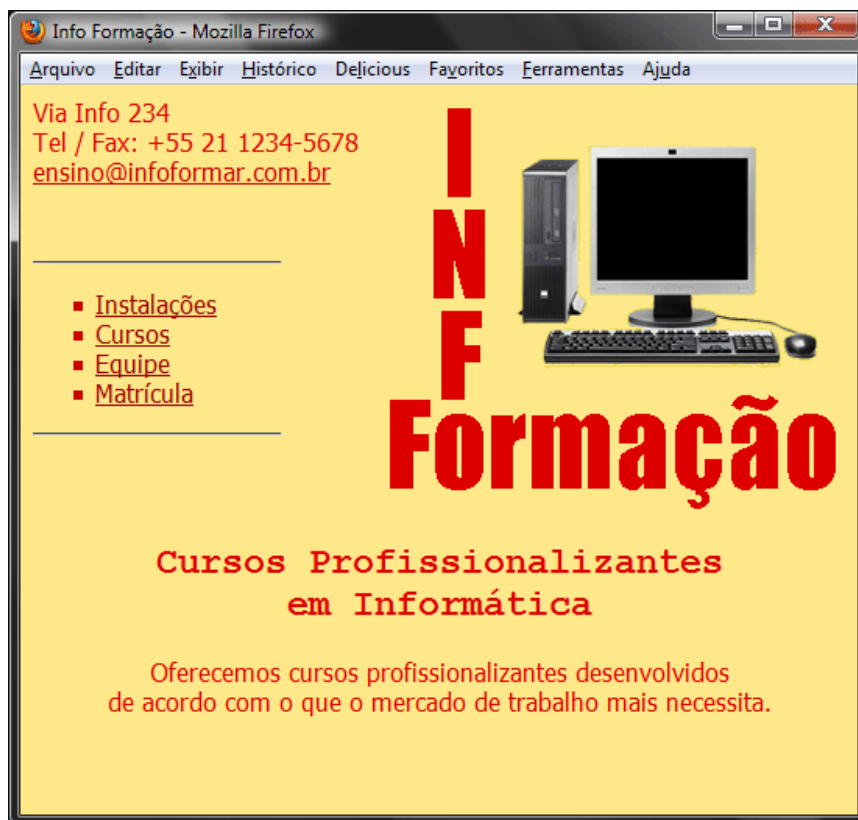 Info Formação - Mozilla Firefox
Arquivo Editar Exibir Histórico Delicious Favoritos Ferramentas Ajuda
Via Info 234
Tel / Fax: +55 21 1234-5678
ensino@infoformar.com.br
Instalações
Cursos
Equipe
Matrícula
I
N
F
Formação
Cursos Profissionalizantes
em Informática
Oferecemos cursos profissionalizantes desenvolvidos
de acordo com o que o mercado de trabalho mais necessita.